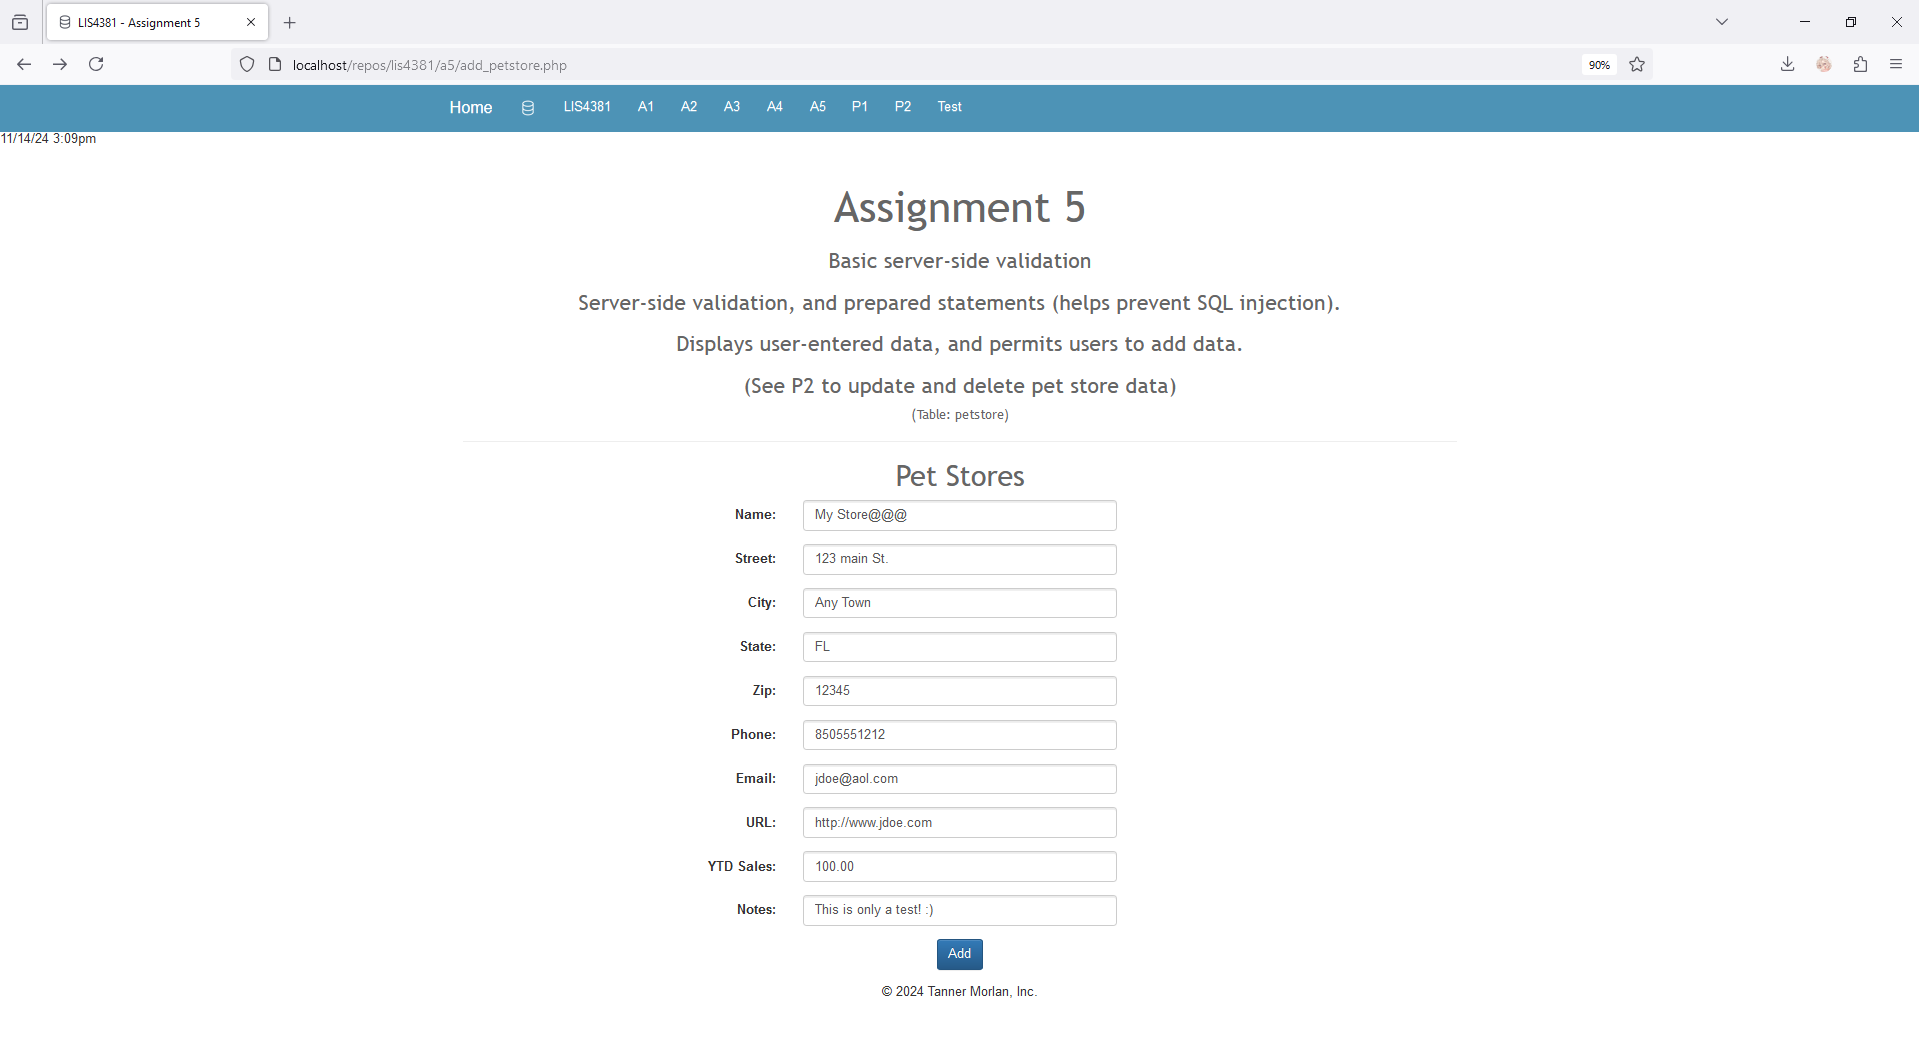 LIS4381 - Assignment 5
localhost/repos/lis4381/a5/add_petstore.php
90%
Home LIS4381 A1 A2 A3 A4 A5 P1 P2 Test
11/14/24 3:09pm
Assignment 5
Basic server-side validation
Server-side validation, and prepared statements (helps prevent SQL injection).
Displays user-entered data, and permits users to add data.
(See P2 to update and delete pet store data)
(Table: petstore)
Pet Stores
Name: My Store@@@
Street: 123 main St.
City: Any Town
State: FL
Zip: 12345
Phone: 8505551212
Email: jdoe@aol.com
URL: http://www.jdoe.com
YTD Sales: 100.00
Notes: This is only a test! :)
Add
© 2024 Tanner Morlan, Inc.